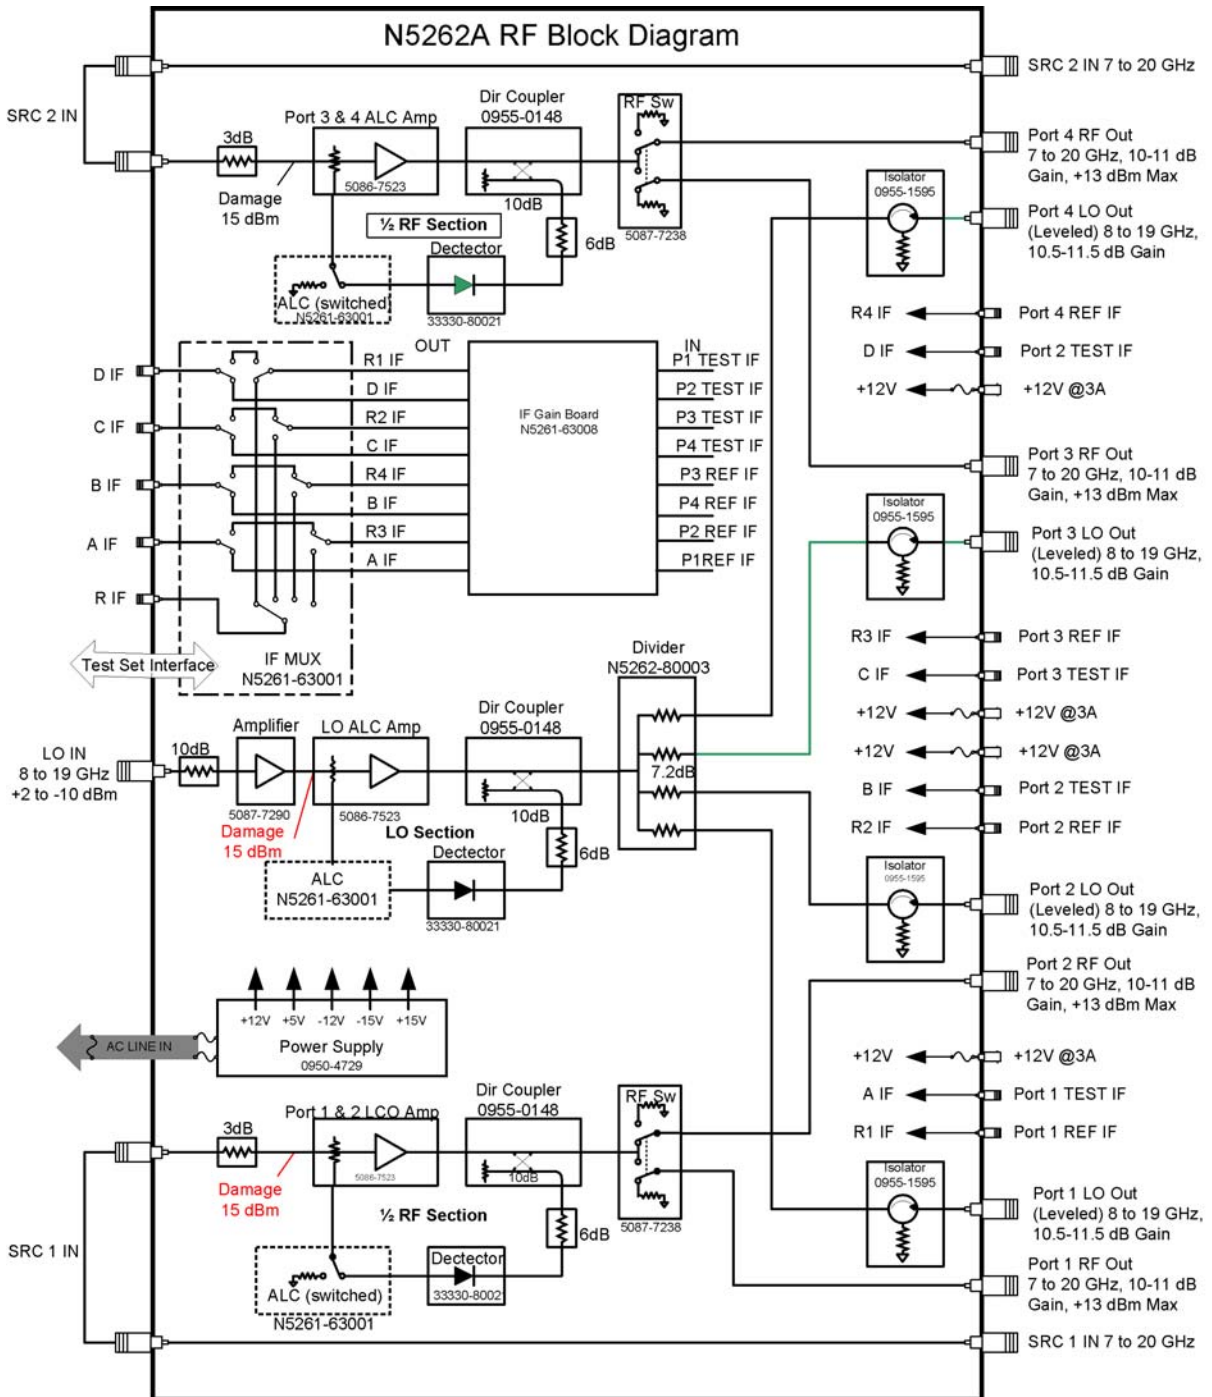 N5262A RF Block Diagram
SRC 2 IN
3dB
Damage
15 dBm
Port 3 & 4 ALC Amp
5086-7523
Dir Coupler
0955-0148
10dB
RF Sw
5087-7238
½ RF Section
6dB
Dectector
33330-80021
ALC (switched)
N5261-63001
SRC 2 IN 7 to 20 GHz
Port 4 RF Out
7 to 20 GHz, 10-11 dB
Gain, +13 dBm Max
Isolator
0955-1595
Port 4 LO Out
(Leveled) 8 to 19 GHz,
10.5-11.5 dB Gain
R4 IF
Port 4 REF IF
D IF
Port 2 TEST IF
+12V
+12V @3A
D IF
C IF
B IF
A IF
R IF
OUT
R1 IF
D IF
R2 IF
C IF
R4 IF
B IF
R3 IF
A IF
IF Gain Board
N5261-63008
IN
P1 TEST IF
P2 TEST IF
P3 TEST IF
P4 TEST IF
P3 REF IF
P4 REF IF
P2 REF IF
P1REF IF
Test Set Interface
IF MUX
N5261-63001
Port 3 RF Out
7 to 20 GHz, 10-11 dB
Gain, +13 dBm Max
Isolator
0955-1595
Port 3 LO Out
(Leveled) 8 to 19 GHz,
10.5-11.5 dB Gain
R3 IF
Port 3 REF IF
C IF
Port 3 TEST IF
+12V
+12V @3A
+12V
+12V @3A
B IF
Port 2 TEST IF
R2 IF
Port 2 REF IF
LO IN
8 to 19 GHz
+2 to -10 dBm
10dB
Amplifier
5087-7290
Damage
15 dBm
LO ALC Amp
5086-7523
Dir Coupler
0955-0148
10dB
Divider
N5262-80003
7.2dB
LO Section
6dB
Dectector
33330-80021
ALC
N5261-63001
Isolator
0955-1595
Port 2 LO Out
(Leveled) 8 to 19 GHz,
10.5-11.5 dB Gain
Port 2 RF Out
7 to 20 GHz, 10-11 dB
Gain, +13 dBm Max
+12V
+5V
-12V
-15V
+15V
Power Supply
0950-4729
AC LINE IN
+12V
+12V @3A
A IF
Port 1 TEST IF
R1 IF
Port 1 REF IF
SRC 1 IN
3dB
Damage
15 dBm
Port 1 & 2 LCO Amp
5086-7523
Dir Coupler
0955-0148
10dB
RF Sw
5087-7238
½ RF Section
6dB
Dectector
33330-8002
ALC (switched)
N5261-63001
Isolator
0955-1595
Port 1 LO Out
(Leveled) 8 to 19 GHz,
10.5-11.5 dB Gain
Port 1 RF Out
7 to 20 GHz, 10-11 dB
Gain, +13 dBm Max
SRC 1 IN 7 to 20 GHz